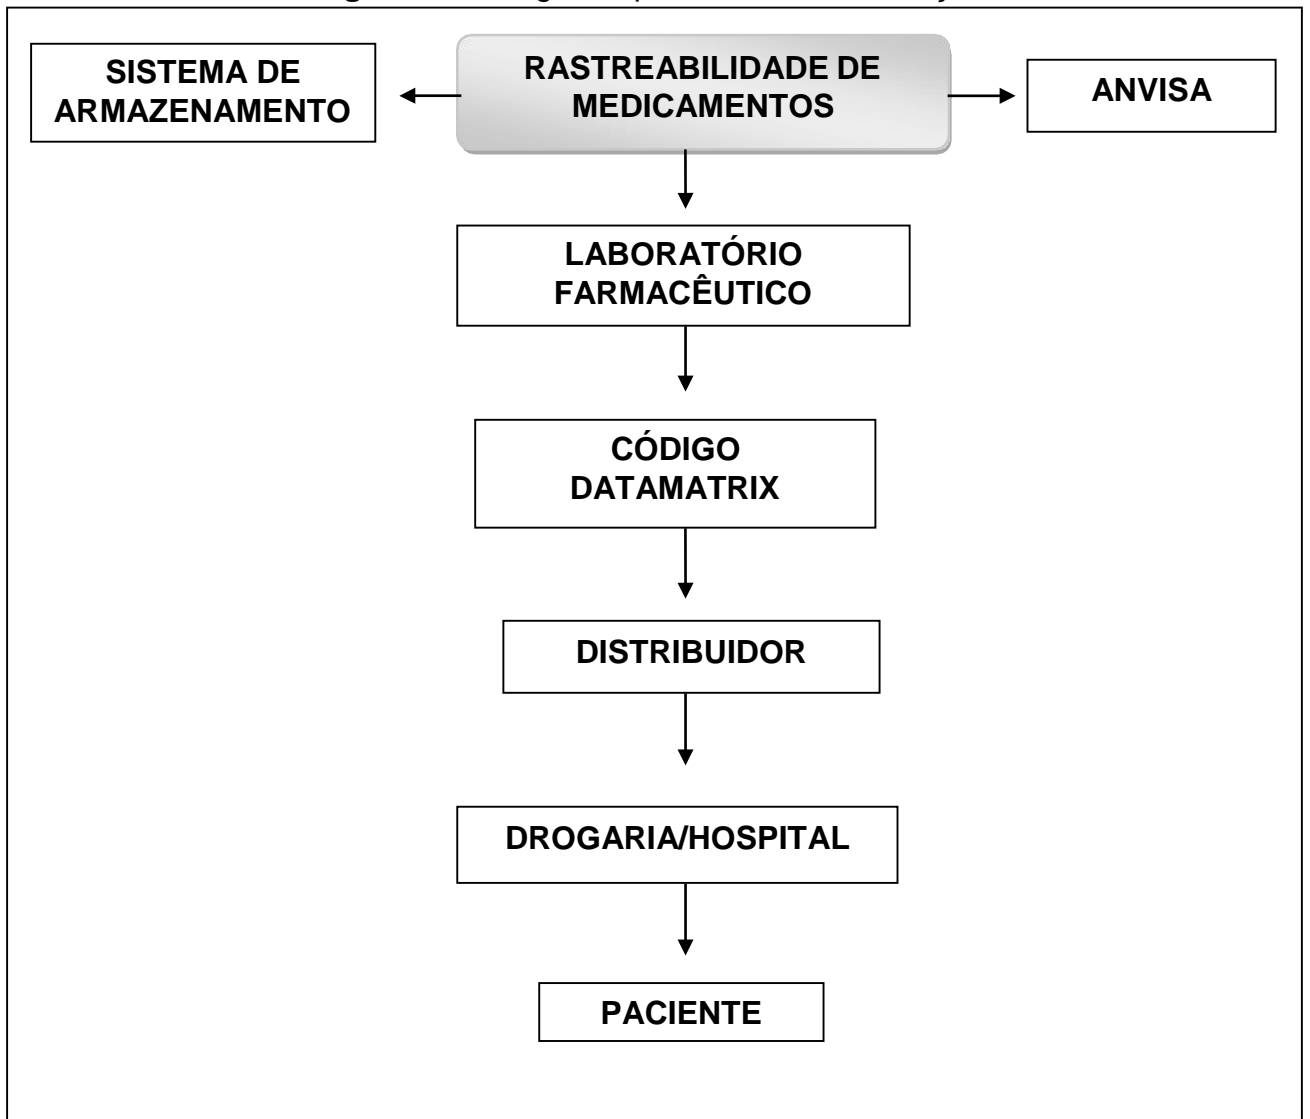 SISTEMA DE
ARMAZENAMENTO
RASTREABILIDADE DE
MEDICAMENTOS
ANVISA
LABORATÓRIO
FARMACÊUTICO
CÓDIGO
DATAMATRIX
DISTRIBUIDOR
DROGARIA/HOSPITAL
PACIENTE